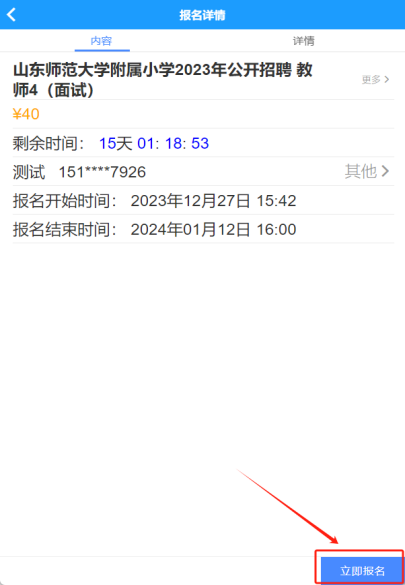 报名详情
内容 详情
山东师范大学附属小学2023年公开招聘 教
师4（面试） 更多
¥40
剩余时间： 15天 01: 18: 53
测试 151****7926 其他
报名开始时间： 2023年12月27日 15:42
报名结束时间： 2024年01月12日 16:00
立即报名